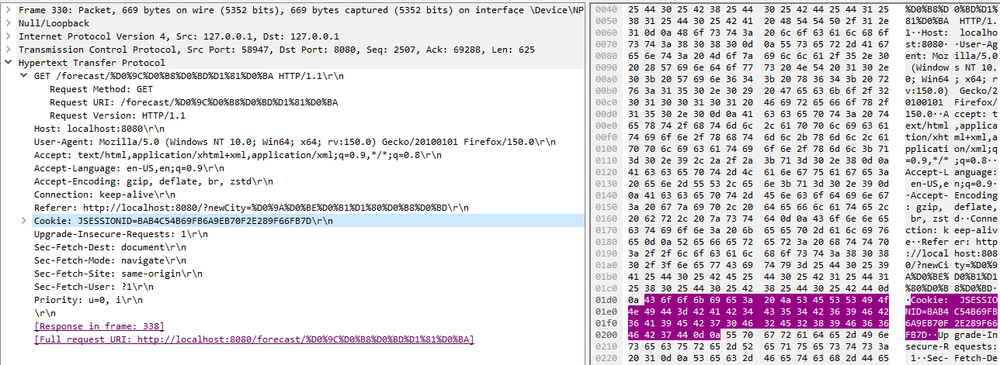 Frame 330: Packet, 669 bytes on wire (5352 bits), 669 bytes captured (5352 bits) on interface \Device\NP
Null/Loopback
Internet Protocol Version 4, Src: 127.0.0.1, Dst: 127.0.0.1
Transmission Control Protocol, Src Port: 58947, Dst Port: 8080, Seq: 2507, Ack: 69288, Len: 625
Hypertext Transfer Protocol
GET /forecast/%D0%9C%D0%B8%D0%BD%D1%81%D0%BA HTTP/1.1\r\n
Request Method: GET
Request URI: /forecast/%D0%9C%D0%B8%D0%BD%D1%81%D0%BA
Request Version: HTTP/1.1
Host: localhost:8080\r\n
User-Agent: Mozilla/5.0 (Windows NT 10.0; Win64; x64; rv:150.0) Gecko/20100101 Firefox/150.0\r\n
Accept: text/html,application/xhtml+xml,application/xml;q=0.9,*/*;q=0.8\r\n
Accept-Language: en-US,en;q=0.9\r\n
Accept-Encoding: gzip, deflate, br, zstd\r\n
Connection: keep-alive\r\n
Referer: http://localhost:8080/?newCity=%D0%9A%D0%BE%D0%B1%D1%80%D0%B8%D0%BD\r\n
Cookie: JSESSIONID=BAB4C54B69FB6A9EB70F2E289F66FB7D\r\n
Upgrade-Insecure-Requests: 1\r\n
Sec-Fetch-Dest: document\r\n
Sec-Fetch-Mode: navigate\r\n
Sec-Fetch-Site: same-origin\r\n
Sec-Fetch-User: ?1\r\n
Priority: u=0, i\r\n
\r\n
[Response in frame: 338]
[Full request URI: http://localhost:8080/forecast/%D0%9C%D0%B8%D0%BD%D1%81%D0%BA]
0040 25 44 30 25 42 38 25 44 30 25 42 44 25 44 31 25 %D0%B8%D 0%BD%D1%
0050 38 31 25 44 30 25 42 41 20 48 54 54 50 2f 31 2e 81%D0%BA HTTP/1.
0060 31 0d 0a 48 6f 73 74 3a 20 6c 6f 63 61 6c 68 6f 1··Host: localho
0070 73 74 3a 38 30 38 30 0d 0a 55 73 65 72 2d 41 67 st:8080· ·User-Ag
0080 65 6e 74 3a 20 4d 6f 7a 69 6c 6c 61 2f 35 2e 30 ent: Moz illa/5.0
0090 20 28 57 69 6e 64 6f 77 73 20 4e 54 20 31 30 2e (Window s NT 10.
00a0 30 3b 20 57 69 6e 36 34 3b 20 78 36 34 3b 20 72 0; Win64 ; x64; r
00b0 76 3a 31 35 30 2e 30 29 20 47 65 63 6b 6f 2f 32 v:150.0) Gecko/2
00c0 30 31 30 30 31 30 31 20 46 69 72 65 66 6f 78 2f 0100101 Firefox/
00d0 31 35 30 2e 30 0d 0a 41 63 63 65 70 74 3a 20 74 150.0··A ccept: t
00e0 65 78 74 2f 68 74 6d 6c 2c 61 70 70 6c 69 63 61 ext/html ,applica
00f0 74 69 6f 6e 2f 78 68 74 6d 6c 2b 78 6d 6c 2c 61 tion/xht ml+xml,a
0100 70 70 6c 69 63 61 74 69 6f 6e 2f 78 6d 6c 3b 71 pplicati on/xml;q
0110 3d 30 2e 39 2c 2a 2f 2a 3b 71 3d 30 2e 38 0d 0a =0.9,*/* ;q=0.8··
0120 41 63 63 65 70 74 2d 4c 61 6e 67 75 61 67 65 3a Accept-L anguage:
0130 20 65 6e 2d 55 53 2c 65 6e 3b 71 3d 30 2e 39 0d en-US,e n;q=0.9·
0140 0a 41 63 63 65 70 74 2d 45 6e 63 6f 64 69 6e 67 ·Accept- Encoding
0150 3a 20 67 7a 69 70 2c 20 64 65 66 6c 61 74 65 2c : gzip, deflate,
0160 20 62 72 2c 20 7a 73 74 64 0d 0a 43 6f 6e 6e 65 br, zst d··Conne
0170 63 74 69 6f 6e 3a 20 6b 65 65 70 2d 61 6c 69 76 ction: k eep-aliv
0180 65 0d 0a 52 65 66 65 72 65 72 3a 20 68 74 74 70 e··Refer er: http
0190 3a 2f 2f 6c 6f 63 61 6c 68 6f 73 74 3a 38 30 38 ://local host:808
01a0 30 2f 3f 6e 65 77 43 69 74 79 3d 25 44 30 25 39 0/?newCi ty=%D0%9
01b0 41 25 44 30 25 42 45 25 44 30 25 42 31 25 44 31 A%D0%BE% D0%B1%D1
01c0 25 38 30 25 44 30 25 42 38 25 44 30 25 42 44 0d %80%D0%B 8%D0%BD·
01d0 0a 43 6f 6f 6b 69 65 3a 20 4a 53 45 53 53 49 4f ·Cookie: JSESSIO
01e0 4e 49 44 3d 42 41 42 34 43 35 34 42 36 39 46 42 NID=BAB4 C54B69FB
01f0 36 41 39 45 42 37 30 46 32 45 32 38 39 46 36 36 6A9EB70F 2E289F66
0200 46 42 37 44 0d 0a 55 70 67 72 61 64 65 2d 49 6e FB7D··Up grade-In
0210 73 65 63 75 72 65 2d 52 65 71 75 65 73 74 73 3a secure-R equests:
0220 20 31 0d 0a 53 65 63 2d 46 65 74 63 68 2d 44 65 1··Sec- Fetch-De